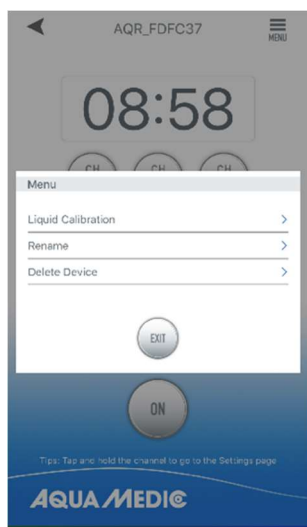 AQR_FDFC37
MENU
08:58
CH CH CH
Menu
Liquid Calibration
Rename
Delete Device
EXIT
ON
Tips: Tap and hold the channel to go to the Settings page
AQUA MEDIC